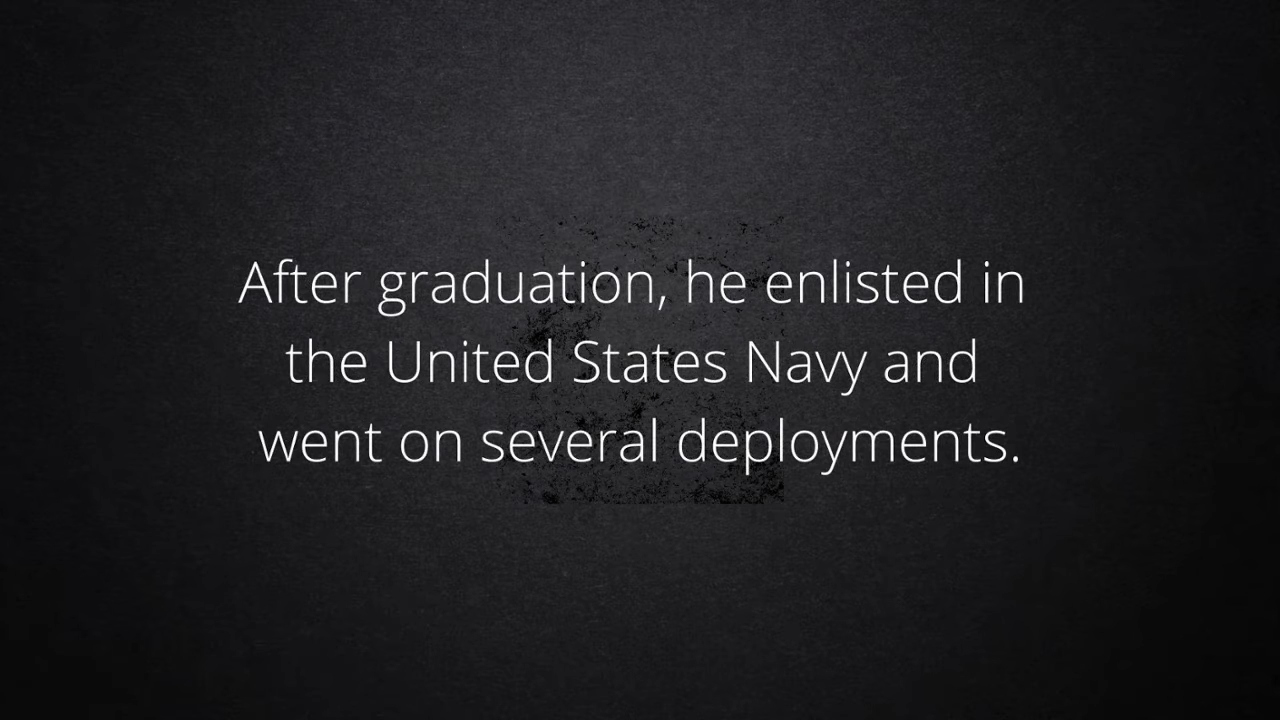 After graduation, he enlisted in
the United States Navy and
went on several deployments.